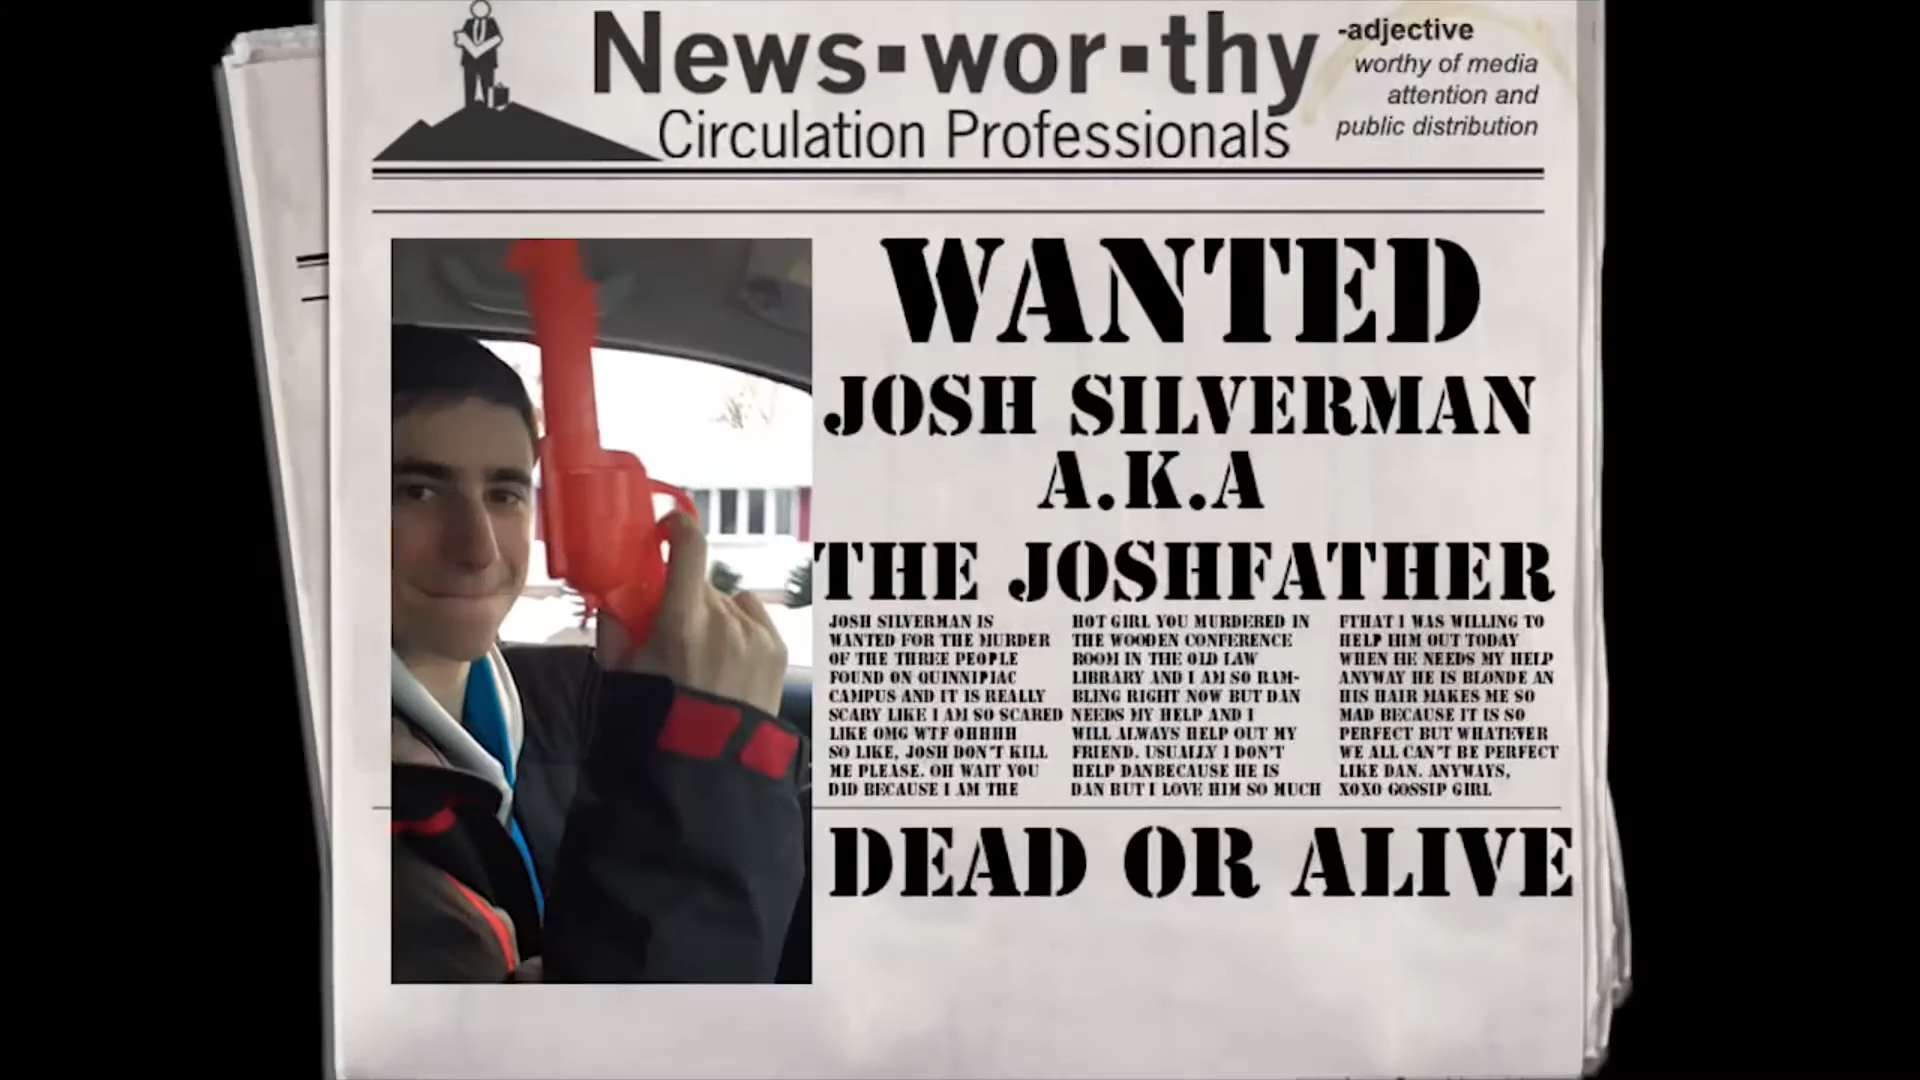 News▪wor▪thy
Circulation Professionals
-adjective
worthy of media
attention and
public distribution
WANTED
JOSH SILVERMAN
A.K.A
THE JOSHFATHER
JOSH SILVERMAN IS
WANTED FOR THE MURDER
OF THE THREE PEOPLE
FOUND ON QUINNIPIAC
CAMPUS AND IT IS REALLY
SCARY LIKE I AM SO SCARED
LIKE OMG WTF OHHHH
SO LIKE, JOSH DON'T KILL
ME PLEASE. OH WAIT YOU
DID BECAUSE I AM THE
HOT GIRL YOU MURDERED IN
THE WOODEN CONFERENCE
ROOM IN THE OLD LAW
LIBRARY AND I AM SO RAM-
BLING RIGHT NOW BUT DAN
NEEDS MY HELP AND I
WILL ALWAYS HELP OUT MY
FRIEND. USUALLY I DON'T
HELP DANBECAUSE HE IS
DAN BUT I LOVE HIM SO MUCH
FTHAT I WAS WILLING TO
HELP HIM OUT TODAY
WHEN HE NEEDS MY HELP
ANYWAY HE IS BLONDE AN
HIS HAIR MAKES ME SO
MAD BECAUSE IT IS SO
PERFECT BUT WHATEVER
WE ALL CAN'T BE PERFECT
LIKE DAN. ANYWAYS,
XOXO GOSSIP GIRL
DEAD OR ALIVE